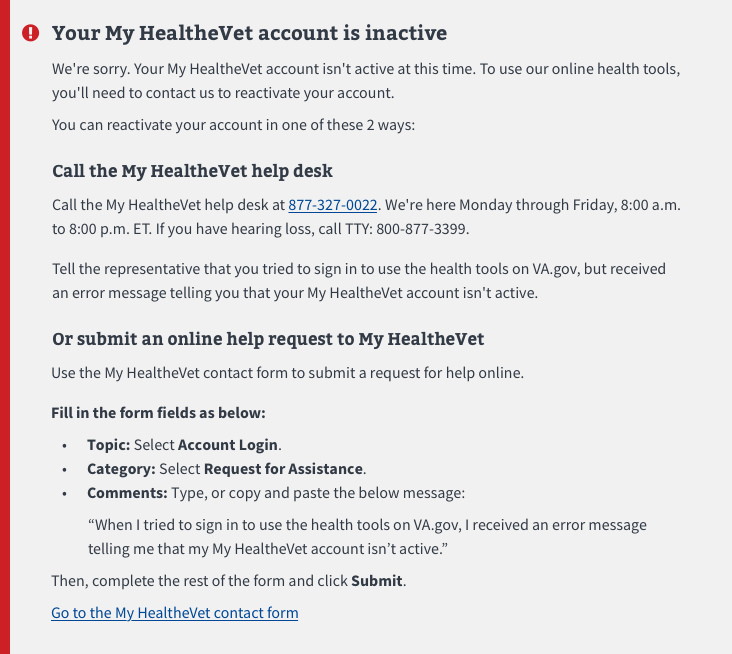 Your My HealtheVet account is inactive
We're sorry. Your My HealtheVet account isn't active at this time. To use our online health tools,
you'll need to contact us to reactivate your account.
You can reactivate your account in one of these 2 ways:
Call the My HealtheVet help desk
Call the My HealtheVet help desk at 877-327-0022. We're here Monday through Friday, 8:00 a.m.
to 8:00 p.m. ET. If you have hearing loss, call TTY: 800-877-3399.
Tell the representative that you tried to sign in to use the health tools on VA.gov, but received
an error message telling you that your My HealtheVet account isn't active.
Or submit an online help request to My HealtheVet
Use the My HealtheVet contact form to submit a request for help online.
Fill in the form fields as below:
• Topic: Select Account Login.
• Category: Select Request for Assistance.
• Comments: Type, or copy and paste the below message:
“When I tried to sign in to use the health tools on VA.gov, I received an error message
telling me that my My HealtheVet account isn’t active.”
Then, complete the rest of the form and click Submit.
Go to the My HealtheVet contact form